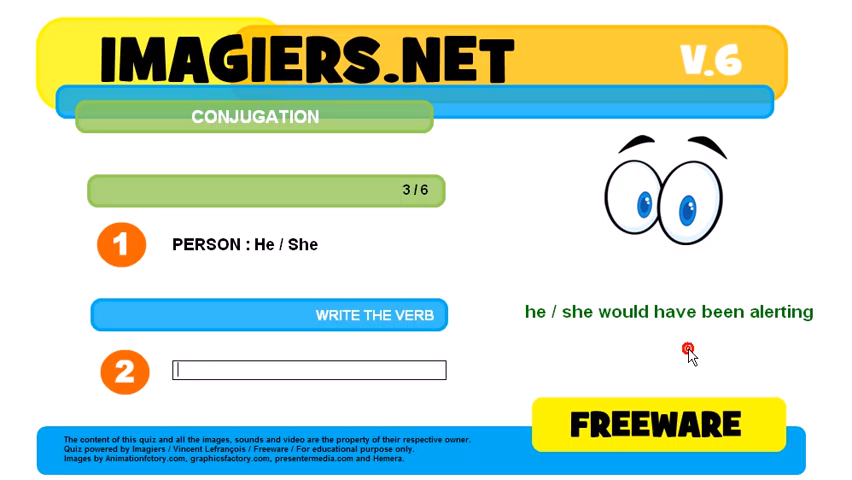 IMAGIERS.NET
V.6
CONJUGATION
3 / 6
1
PERSON : He / She
WRITE THE VERB
he / she would have been alerting
2
FREEWARE
The content of this quiz and all the images, sounds and video are the property of their respective owner.
Quiz powered by Imagiers / Vincent Lefrançois / Freeware / For educational purpose only.
Images by Animationfotory.com, graphicsfactory.com, presentermedia.com and Hemera.